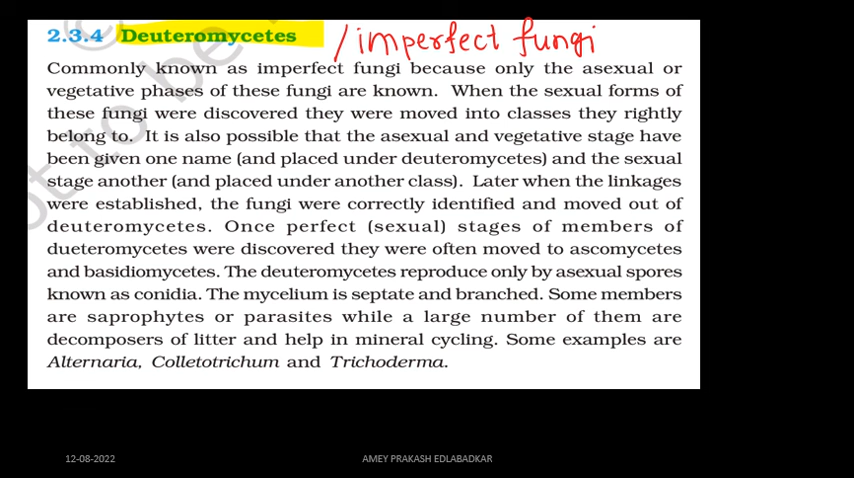 2.3.4 Deuteromycetes / imperfect fungi
Commonly known as imperfect fungi because only the asexual or
vegetative phases of these fungi are known. When the sexual forms of
these fungi were discovered they were moved into classes they rightly
belong to. It is also possible that the asexual and vegetative stage have
been given one name (and placed under deuteromycetes) and the sexual
stage another (and placed under another class). Later when the linkages
were established, the fungi were correctly identified and moved out of
deuteromycetes. Once perfect (sexual) stages of members of
dueteromycetes were discovered they were often moved to ascomycetes
and basidiomycetes. The deuteromycetes reproduce only by asexual spores
known as conidia. The mycelium is septate and branched. Some members
are saprophytes or parasites while a large number of them are
decomposers of litter and help in mineral cycling. Some examples are
Alternaria, Colletotrichum and Trichoderma.
12-08-2022
AMEY PRAKASH EDLABADKAR